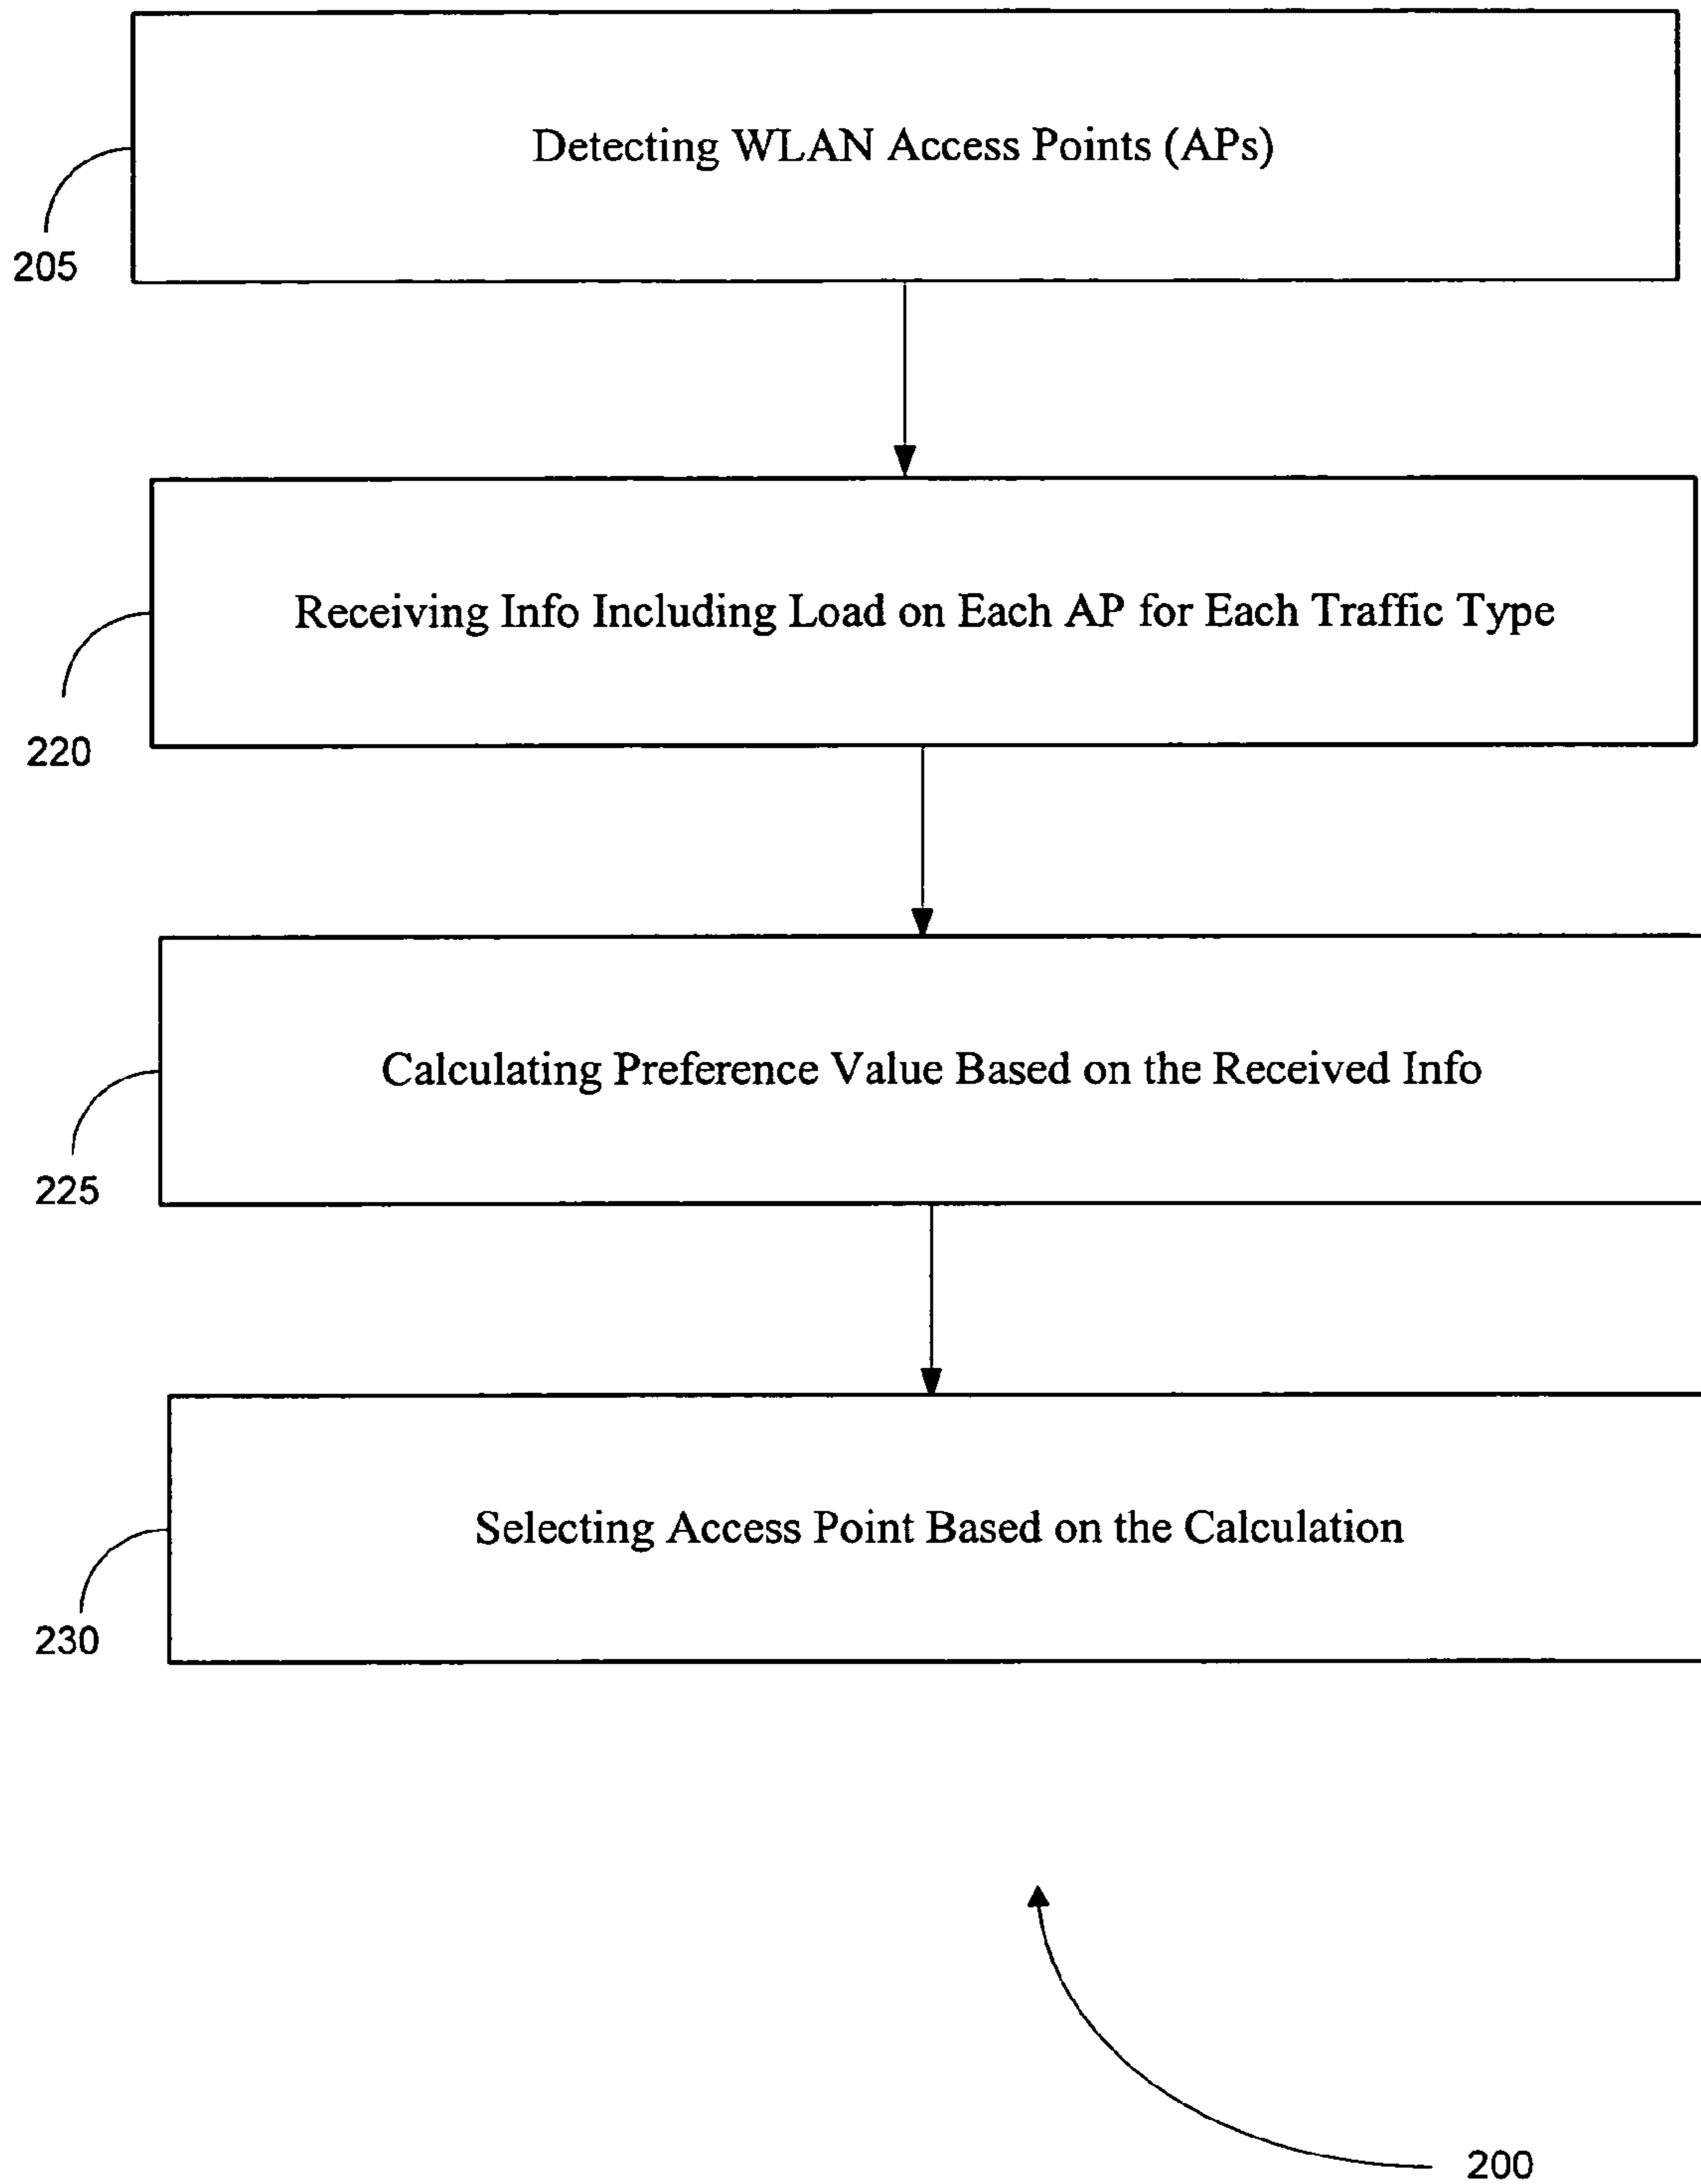 Detecting WLAN Access Points (APs)
205
Receiving Info Including Load on Each AP for Each Traffic Type
220
Calculating Preference Value Based on the Received Info
225
Selecting Access Point Based on the Calculation
230
200